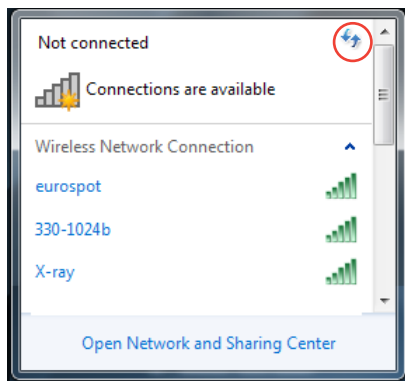 Not connected
Connections are available
Wireless Network Connection
eurospot
330-1024b
X-ray
Open Network and Sharing Center